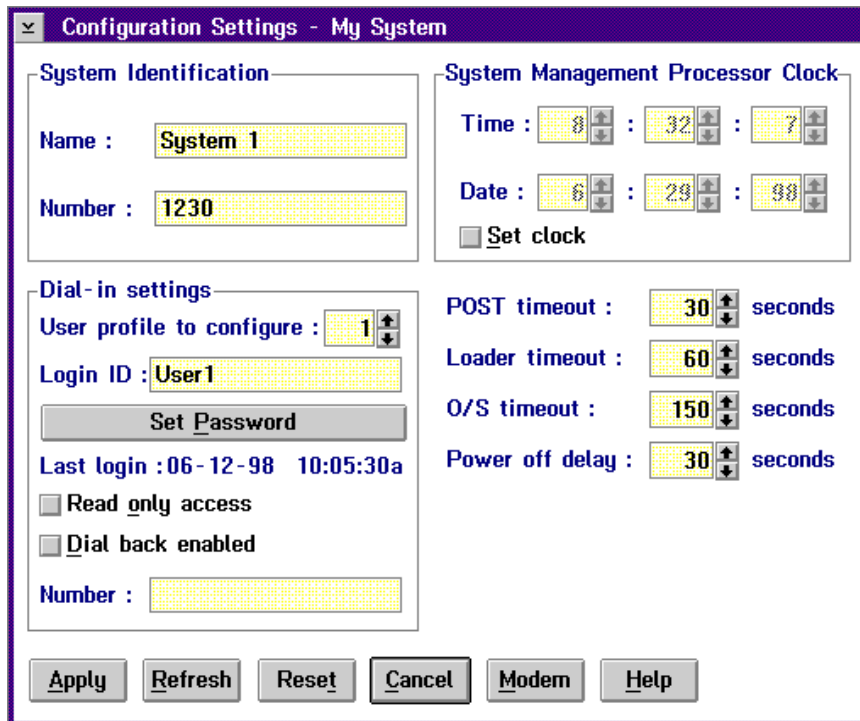 Configuration Settings - My System
System Identification
Name : System 1
Number : 1230
System Management Processor Clock
Time : 8 : 32 : 7
Date : 6 : 29 : 98
Set clock
Dial-in settings
User profile to configure : 1
Login ID : User1
Set Password
Last login :06-12-98 10:05:30a
Read only access
Dial back enabled
Number :
POST timeout : 30 seconds
Loader timeout : 60 seconds
O/S timeout : 150 seconds
Power off delay : 30 seconds
Apply Refresh Reset Cancel Modem Help